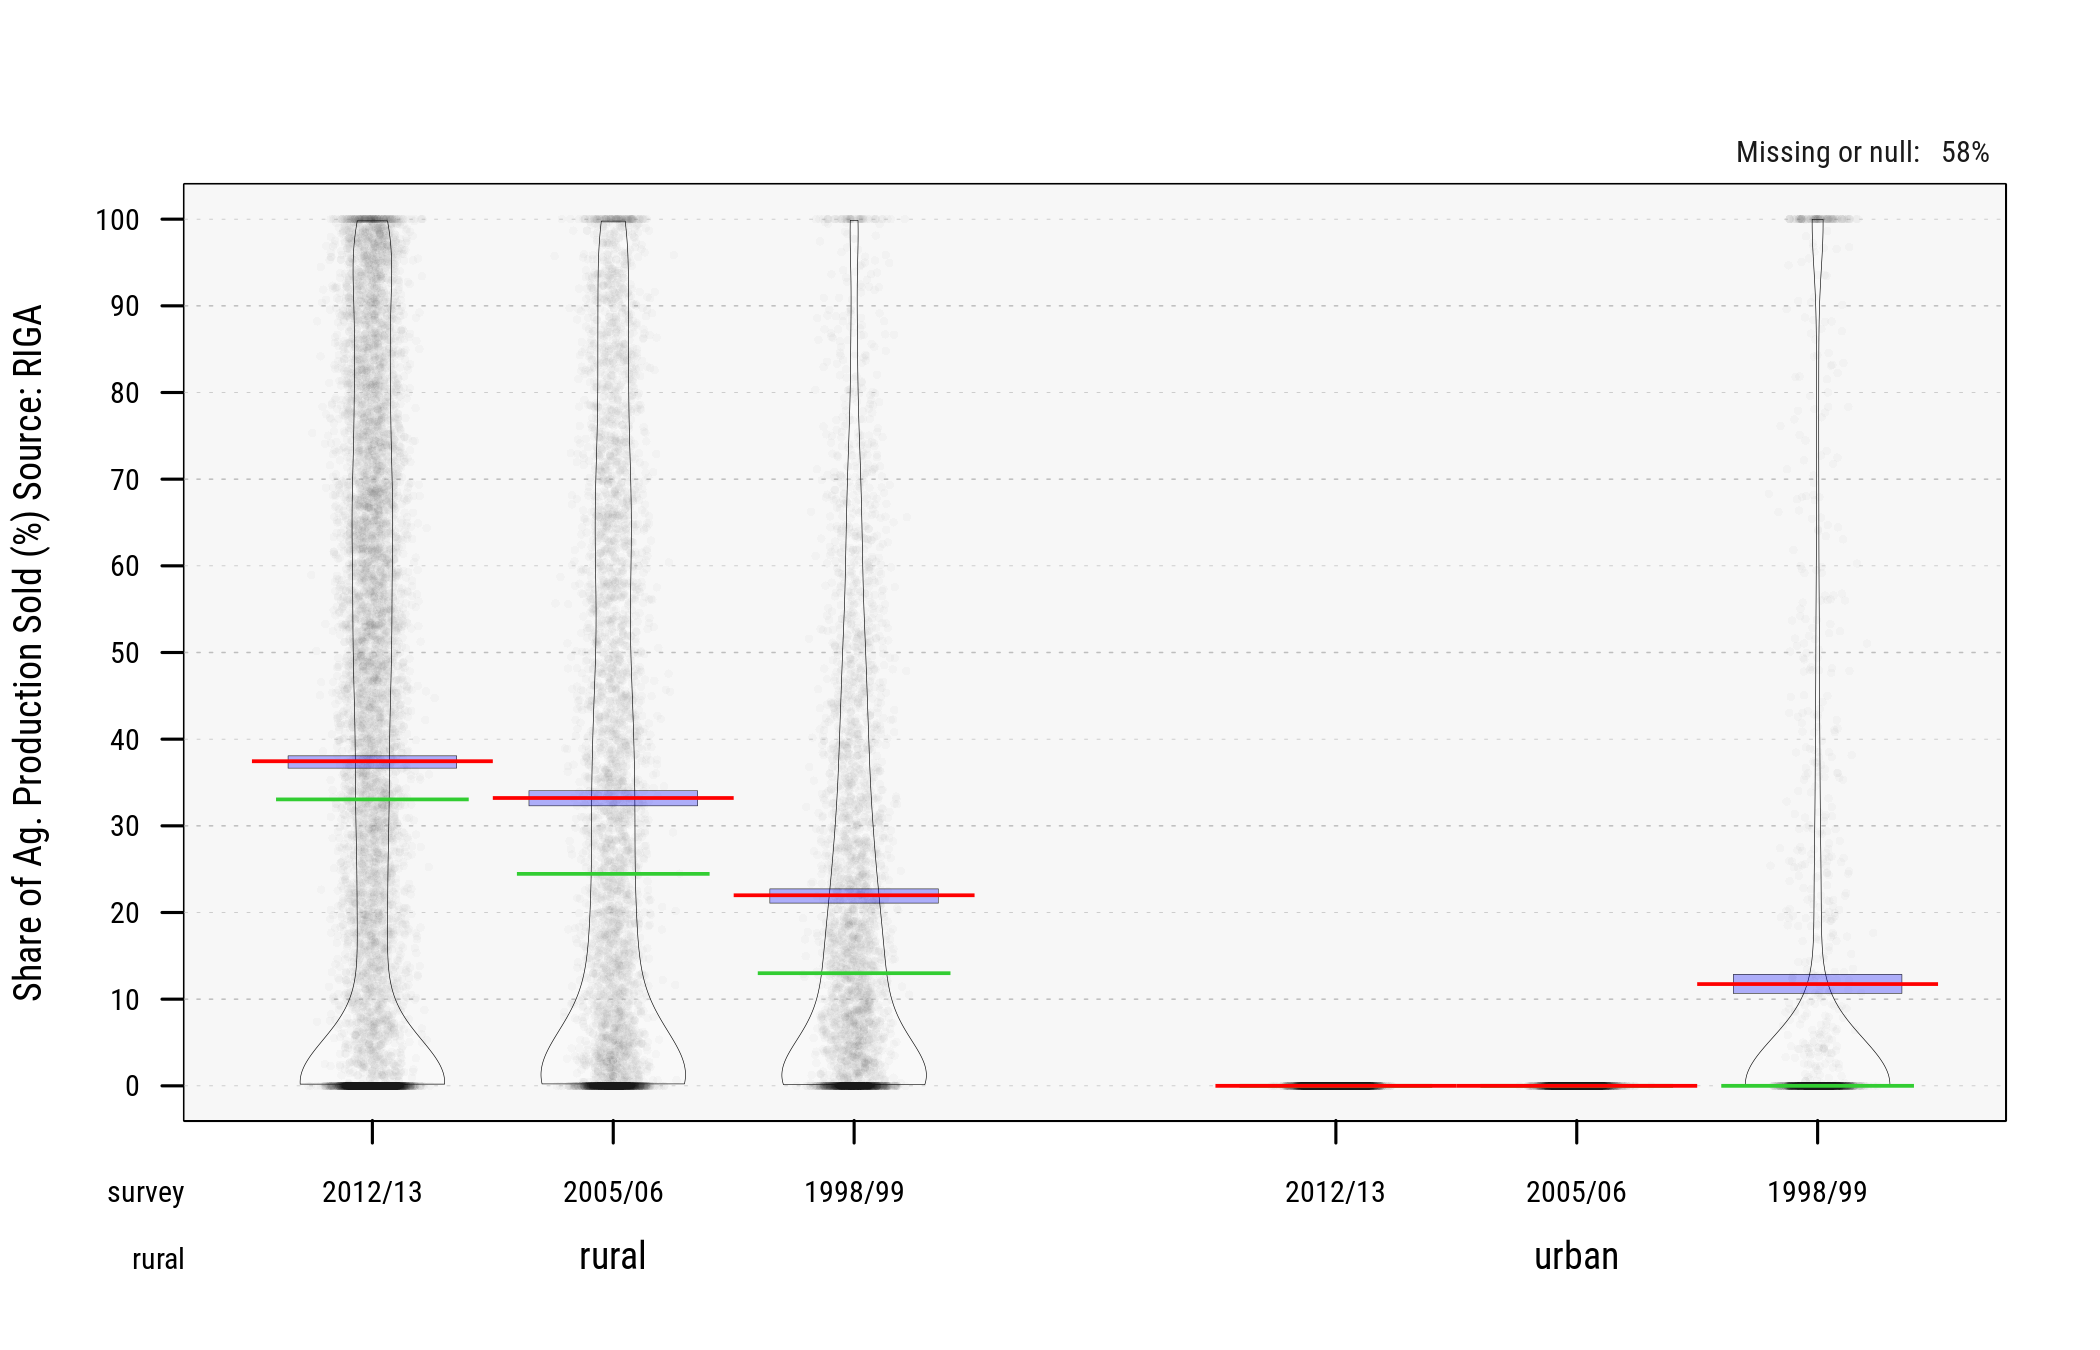 Missing or null: 58%
Share of Ag. Production Sold (%) Source: RIGA
100
90
80
70
60
50
40
30
20
10
0
survey 2012/13 2005/06 1998/99 2012/13 2005/06 1998/99
rural rural urban